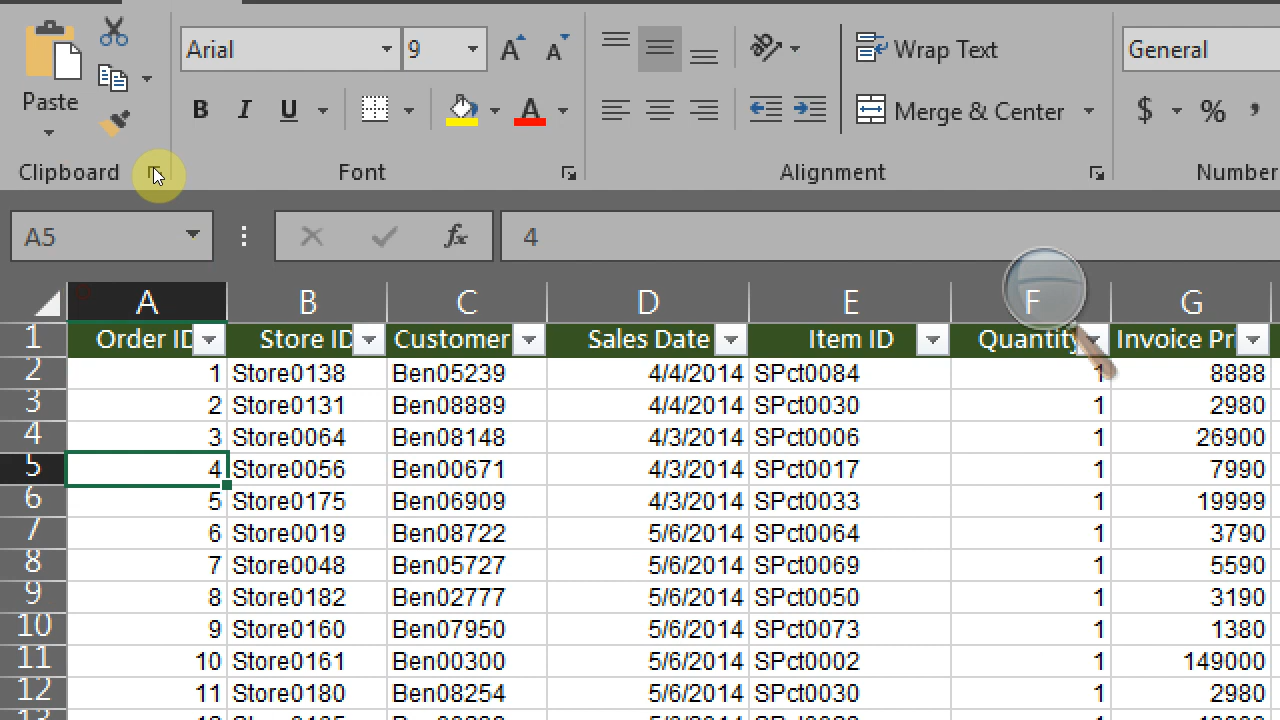 Arial 9 A A Wrap Text General
Paste B I U A Merge & Center $ % ,
Clipboard Font Alignment Number
A5 fx 4
A B C D E F G
1 Order ID Store ID Customer Sales Date Item ID Quantity Invoice Pr
2 1 Store0138 Ben05239 4/4/2014 SPct0084 1 8888
3 2 Store0131 Ben08889 4/4/2014 SPct0030 1 2980
4 3 Store0064 Ben08148 4/3/2014 SPct0006 1 26900
5 4 Store0056 Ben00671 4/3/2014 SPct0017 1 7990
6 5 Store0175 Ben06909 4/3/2014 SPct0033 1 19999
7 6 Store0019 Ben08722 5/6/2014 SPct0064 1 3790
8 7 Store0048 Ben05727 5/6/2014 SPct0069 1 5590
9 8 Store0182 Ben02777 5/6/2014 SPct0050 1 3190
10 9 Store0160 Ben07950 5/6/2014 SPct0073 1 1380
11 10 Store0161 Ben00300 5/6/2014 SPct0002 1 149000
12 11 Store0180 Ben08254 5/6/2014 SPct0030 1 2980